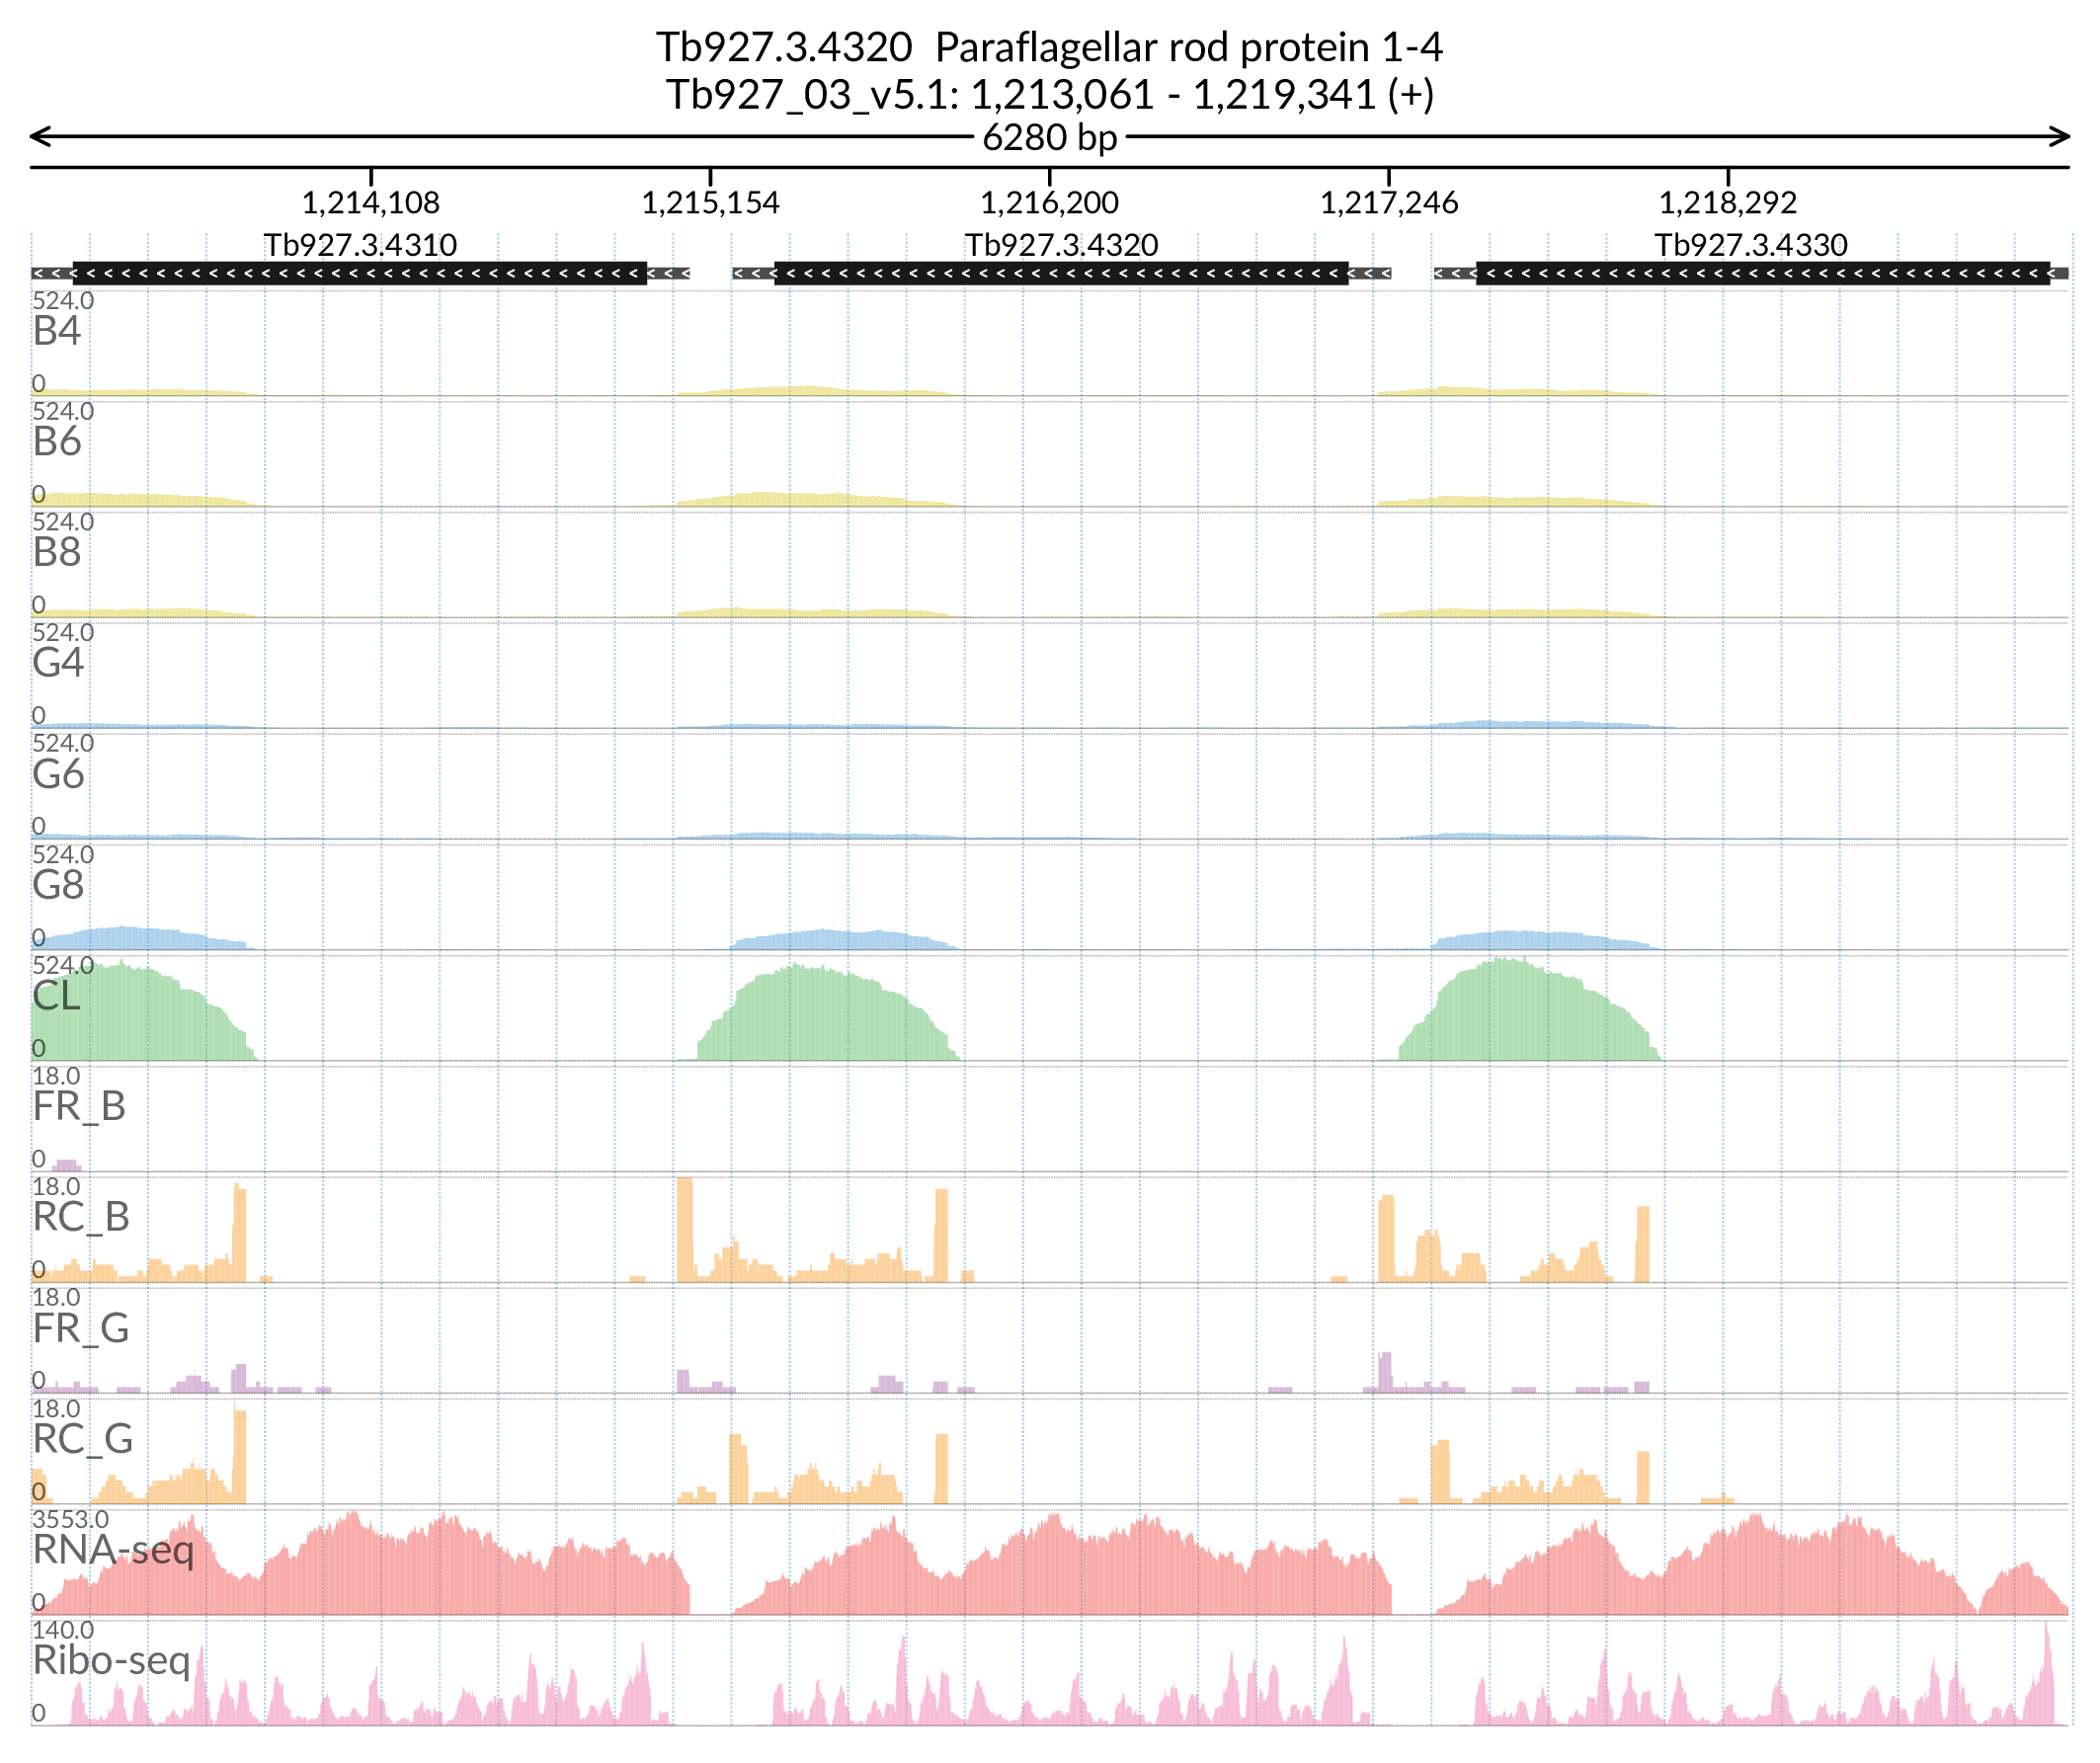 Tb927.3.4320  Paraflagellar rod protein 1-4
Tb927_03_v5.1: 1,213,061 - 1,219,341 (+)
6280 bp
1,214,108 1,215,154 1,216,200 1,217,246 1,218,292
Tb927.3.4310 Tb927.3.4320 Tb927.3.4330
524.0
B4
0
524.0
B6
0
524.0
B8
0
524.0
G4
0
524.0
G6
0
524.0
G8
0
524.0
CL
0
18.0
FR_B
0
18.0
RC_B
0
18.0
FR_G
0
18.0
RC_G
0
3553.0
RNA-seq
0
140.0
Ribo-seq
0